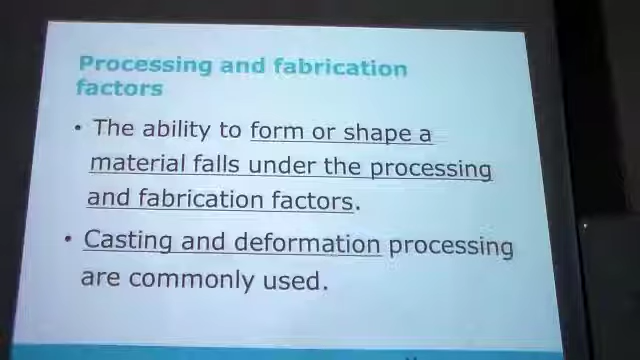 Processing and fabrication
factors
• The ability to form or shape a
material falls under the processing
and fabrication factors.
• Casting and deformation processing
are commonly used.